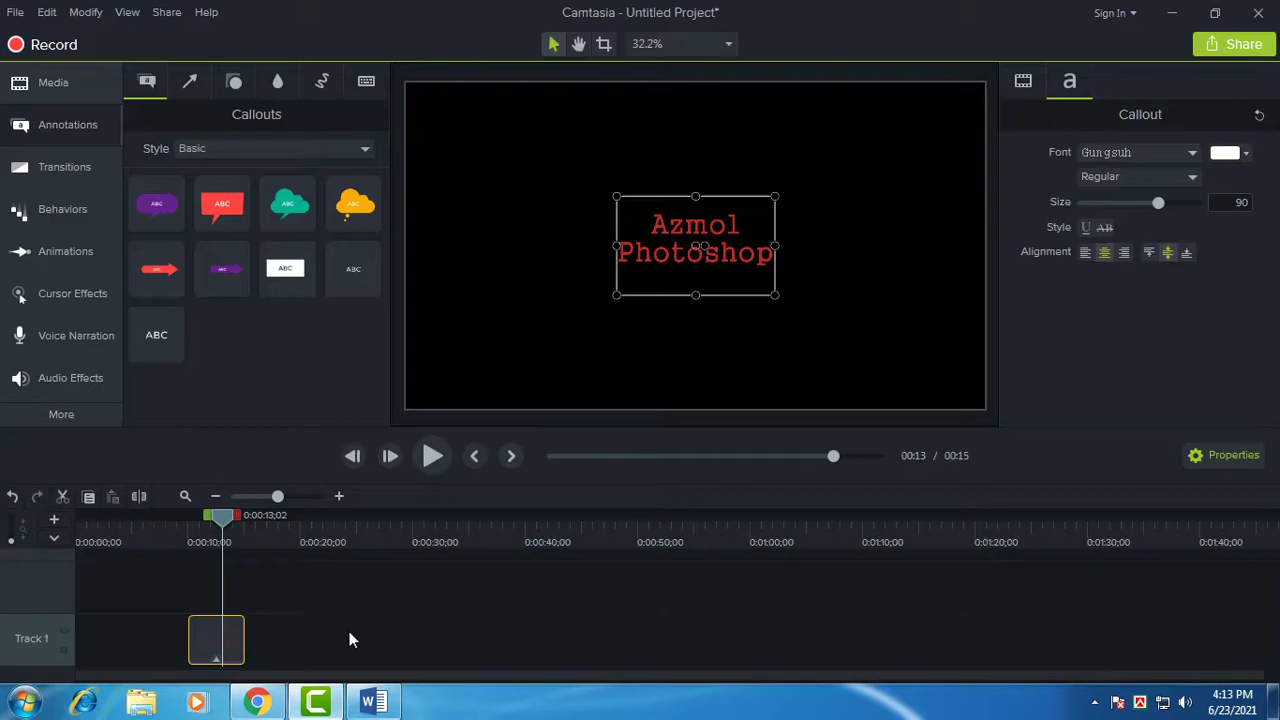 File Edit Modify View Share Help
Camtasia - Untitled Project*
Sign In
Record
32.2%
Share
Media
Annotations
Transitions
Behaviors
Animations
Cursor Effects
Voice Narration
Audio Effects
More
Callouts
Style Basic
ABC ABC ABC ABC
ABC ABC ABC ABC
ABC
Azmol
Photoshop
a
Callout
Font Gungsuh
Regular
Size 90
Style U AB
Alignment
00:13 / 00:15
Properties
0:00:13;02
0:00:00;00 0:00:10;00 0:00:20;00 0:00:30;00 0:00:40;00 0:00:50;00 0:01:00;00 0:01:10;00 0:01:20;00 0:01:30;00 0:01:40;00
Track 1
4:13 PM
6/23/2021